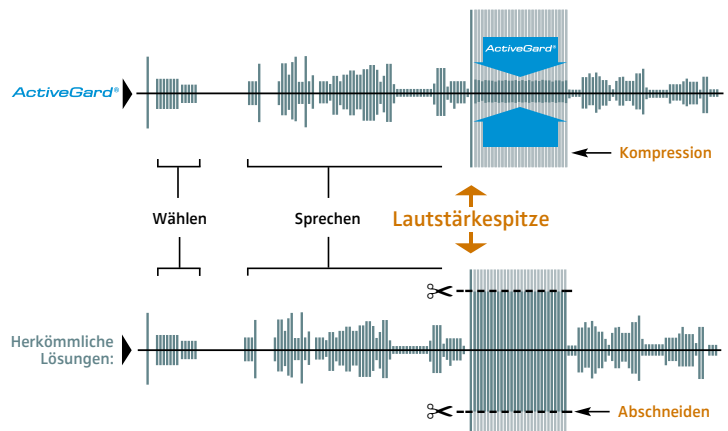 ActiveGard®
ActiveGard®
Kompression
Wählen
Sprechen
Lautstärkespitze
Herkömmliche
Lösungen:
Abschneiden